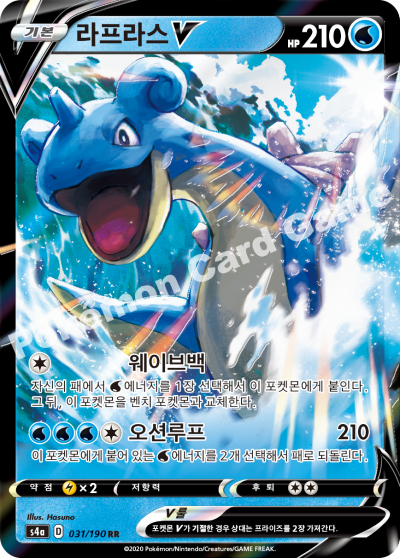 기본 라프라스V HP 210
웨이브백
자신의 패에서 에너지를 1장 선택해서 이 포켓몬에게 붙인다.
그 뒤, 이 포켓몬을 벤치 포켓몬과 교체한다.
오션루프 210
이 포켓몬에게 붙어 있는 에너지를 2개 선택해서 패로 되돌린다.
약점 ×2 저항력 후퇴
Illus. Hasuno
V룰
s4a D 031/190 RR
포켓몬V가 기절한 경우 상대는 프라이즈를 2장 가져간다.
©2020 Pokémon/Nintendo/Creatures/GAME FREAK.
Pokémon Card Game